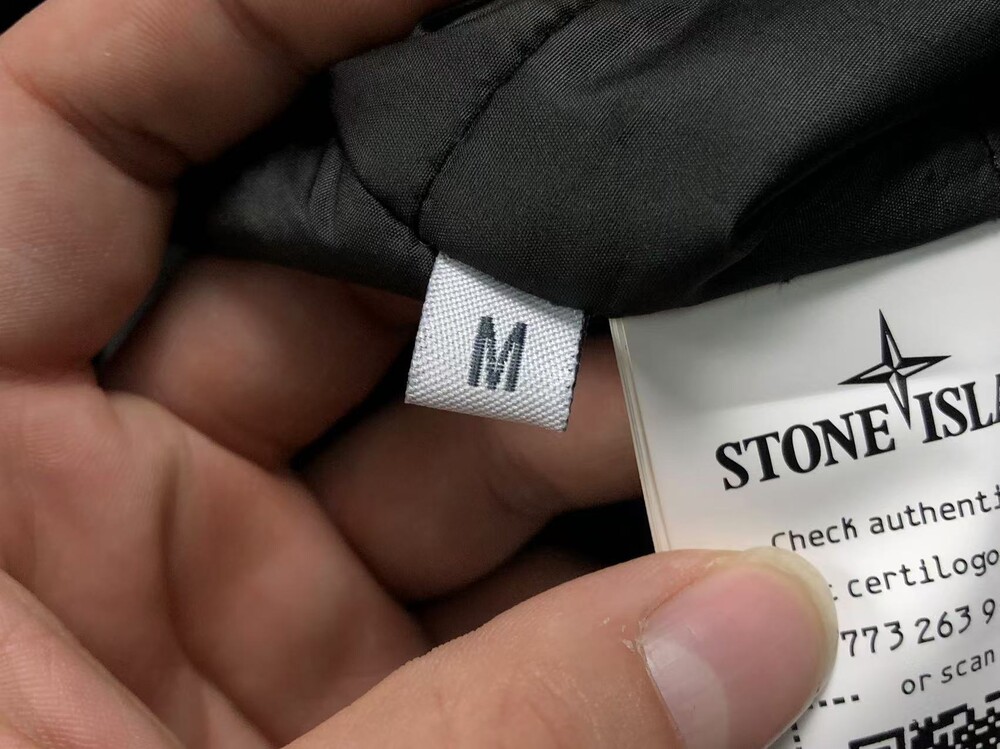 M
STONE ISLA
Check authenti
certilogo
773 263 9
or scan